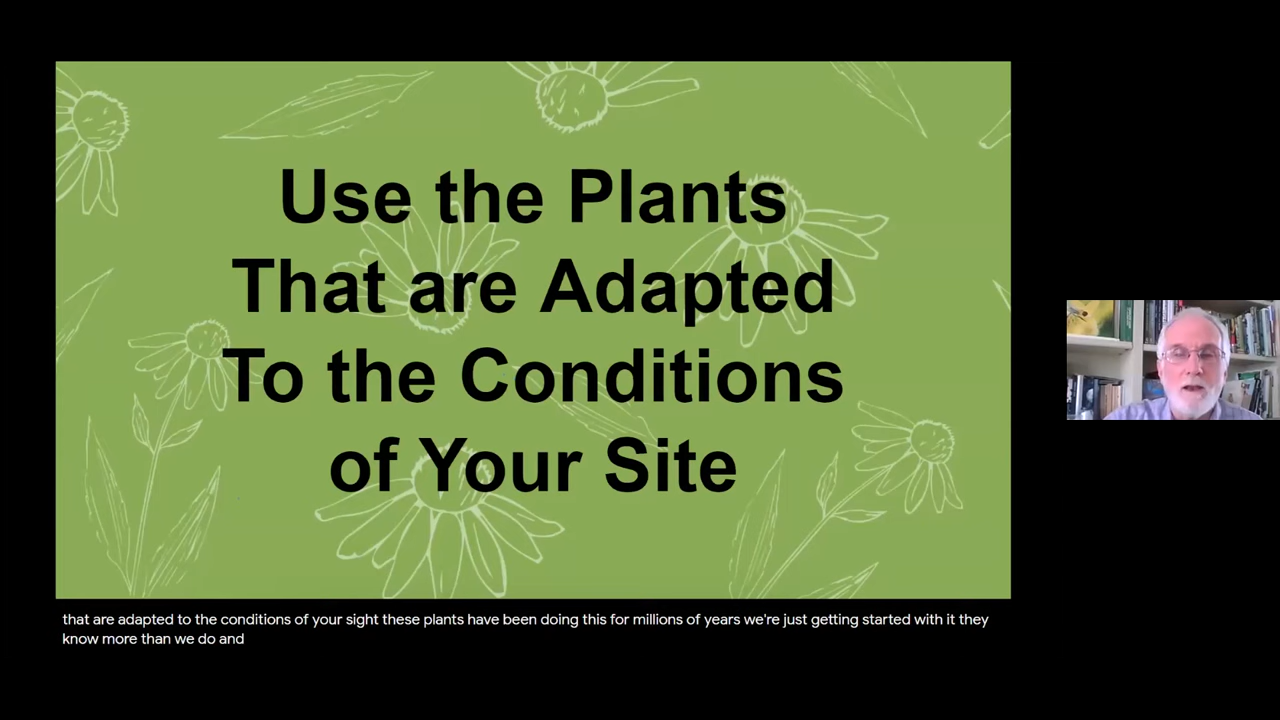 Use the Plants
That are Adapted
To the Conditions
of Your Site
that are adapted to the conditions of your sight these plants have been doing this for millions of years we're just getting started with it they
know more than we do and